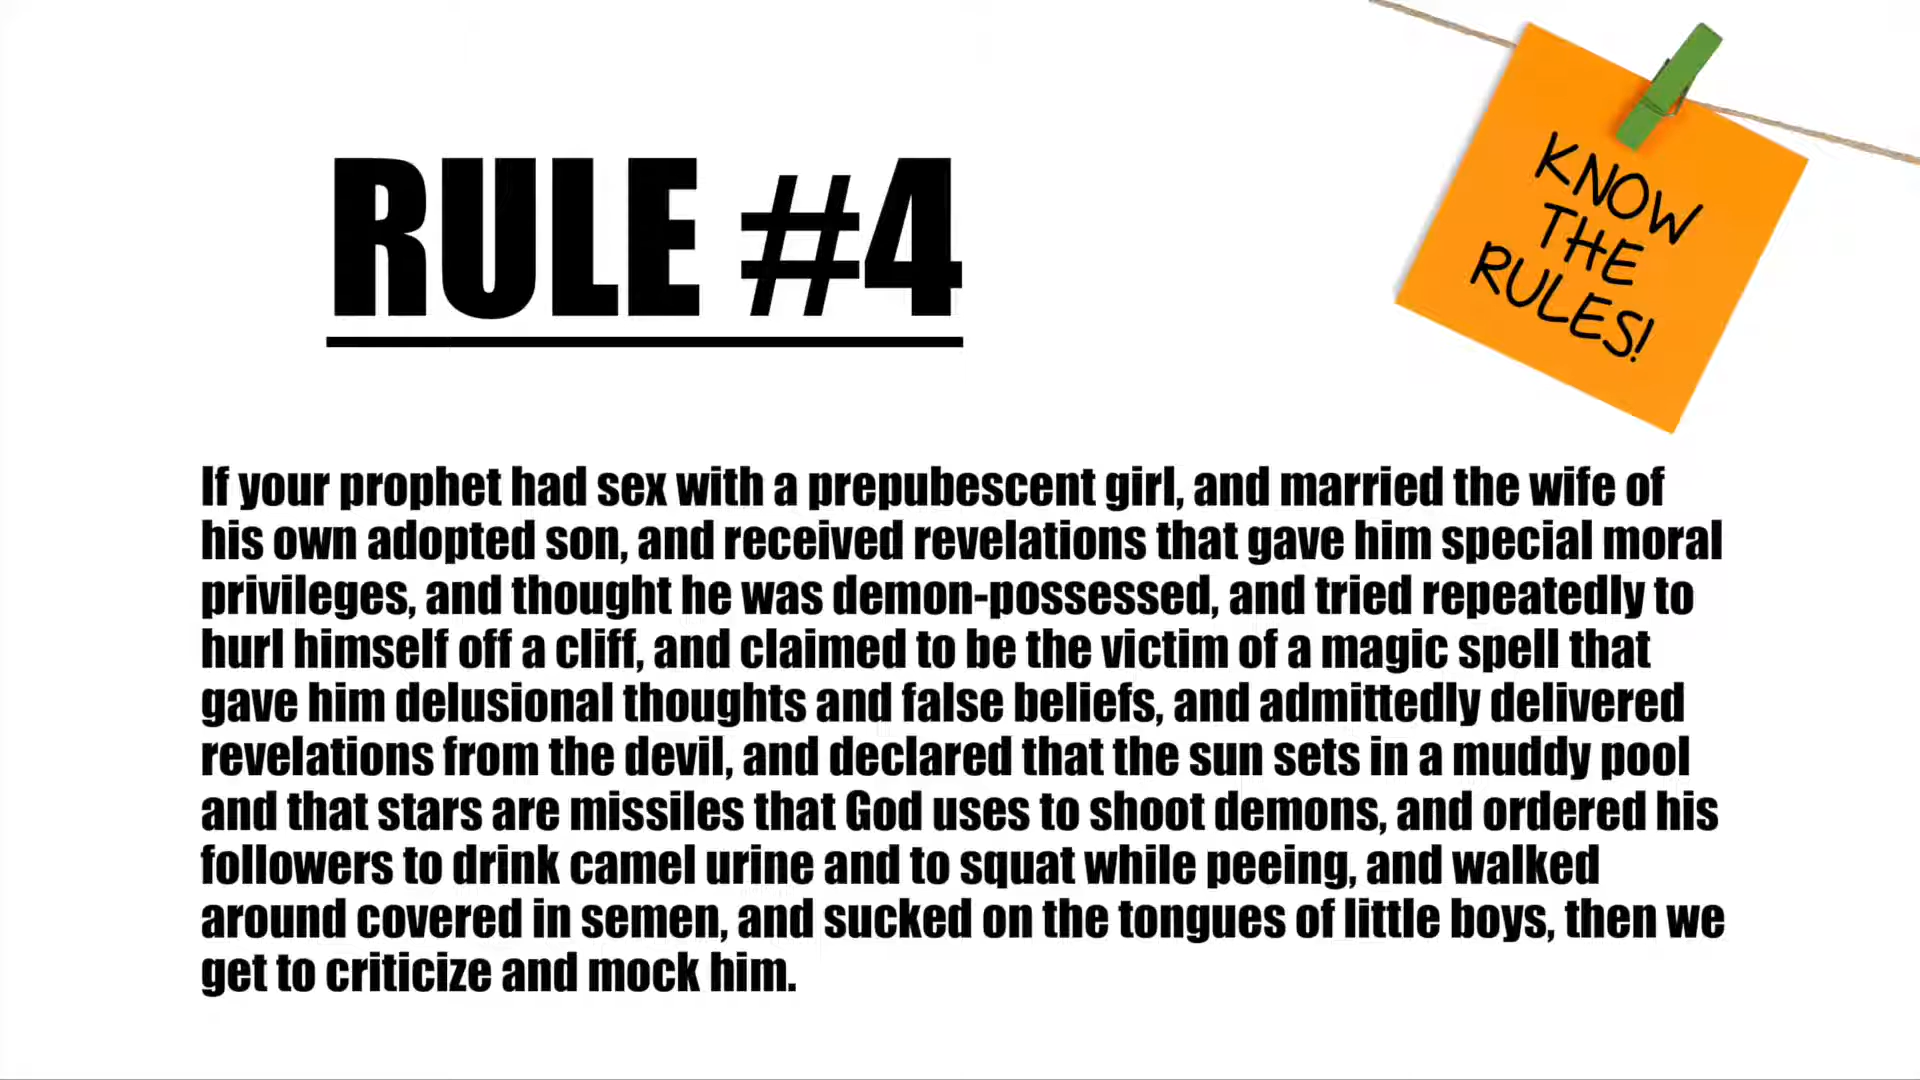 RULE #4
KNOW
THE
RULES!
If your prophet had sex with a prepubescent girl, and married the wife of
his own adopted son, and received revelations that gave him special moral
privileges, and thought he was demon-possessed, and tried repeatedly to
hurl himself off a cliff, and claimed to be the victim of a magic spell that
gave him delusional thoughts and false beliefs, and admittedly delivered
revelations from the devil, and declared that the sun sets in a muddy pool
and that stars are missiles that God uses to shoot demons, and ordered his
followers to drink camel urine and to squat while peeing, and walked
around covered in semen, and sucked on the tongues of little boys, then we
get to criticize and mock him.